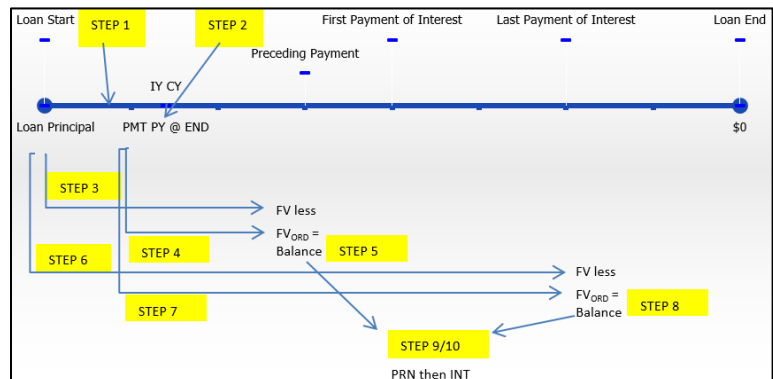 Loan Start
STEP 1
STEP 2
First Payment of Interest
Last Payment of Interest
Loan End
Preceding Payment
IY CY
Loan Principal
PMT PY @ END
$0
STEP 3
FV less
STEP 4
FVORD =
Balance
STEP 5
STEP 6
FV less
STEP 7
FVORD =
Balance
STEP 8
STEP 9/10
PRN then INT